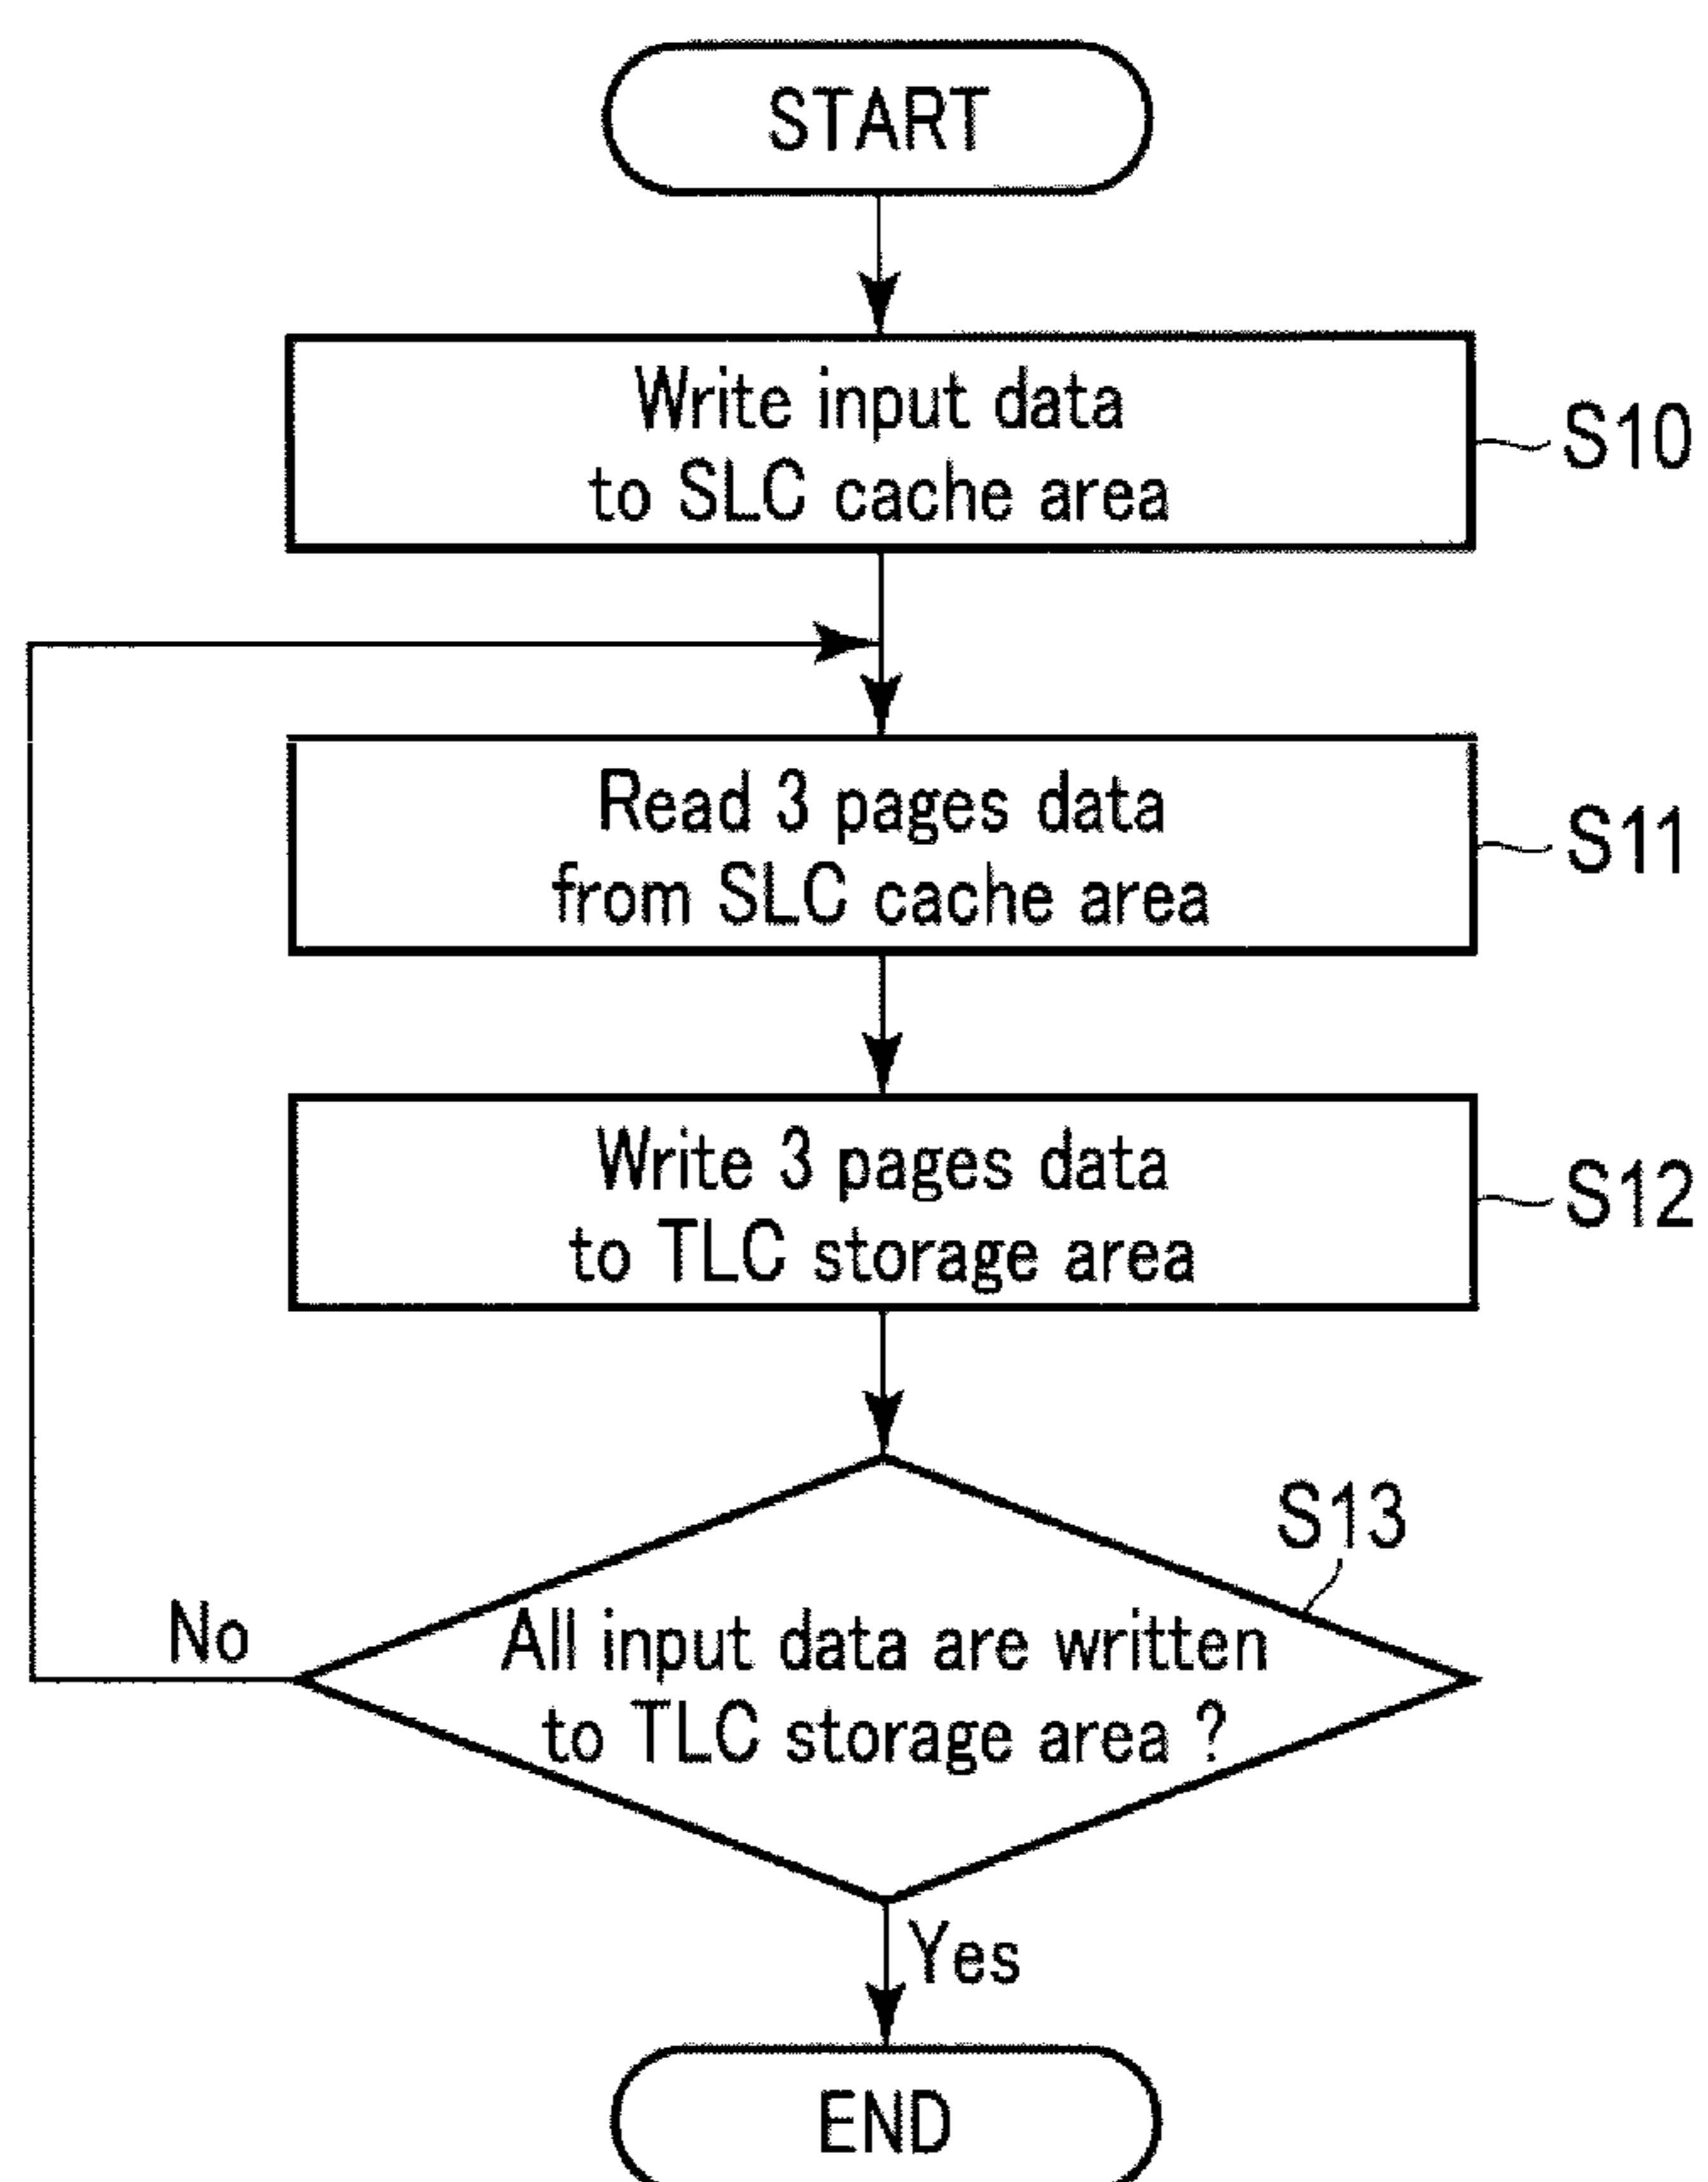 START
Write input data
to SLC cache area
S10
Read 3 pages data
from SLC cache area
S11
Write 3 pages data
to TLC storage area
S12
S13
All input data are written
to TLC storage area ?
No
Yes
END